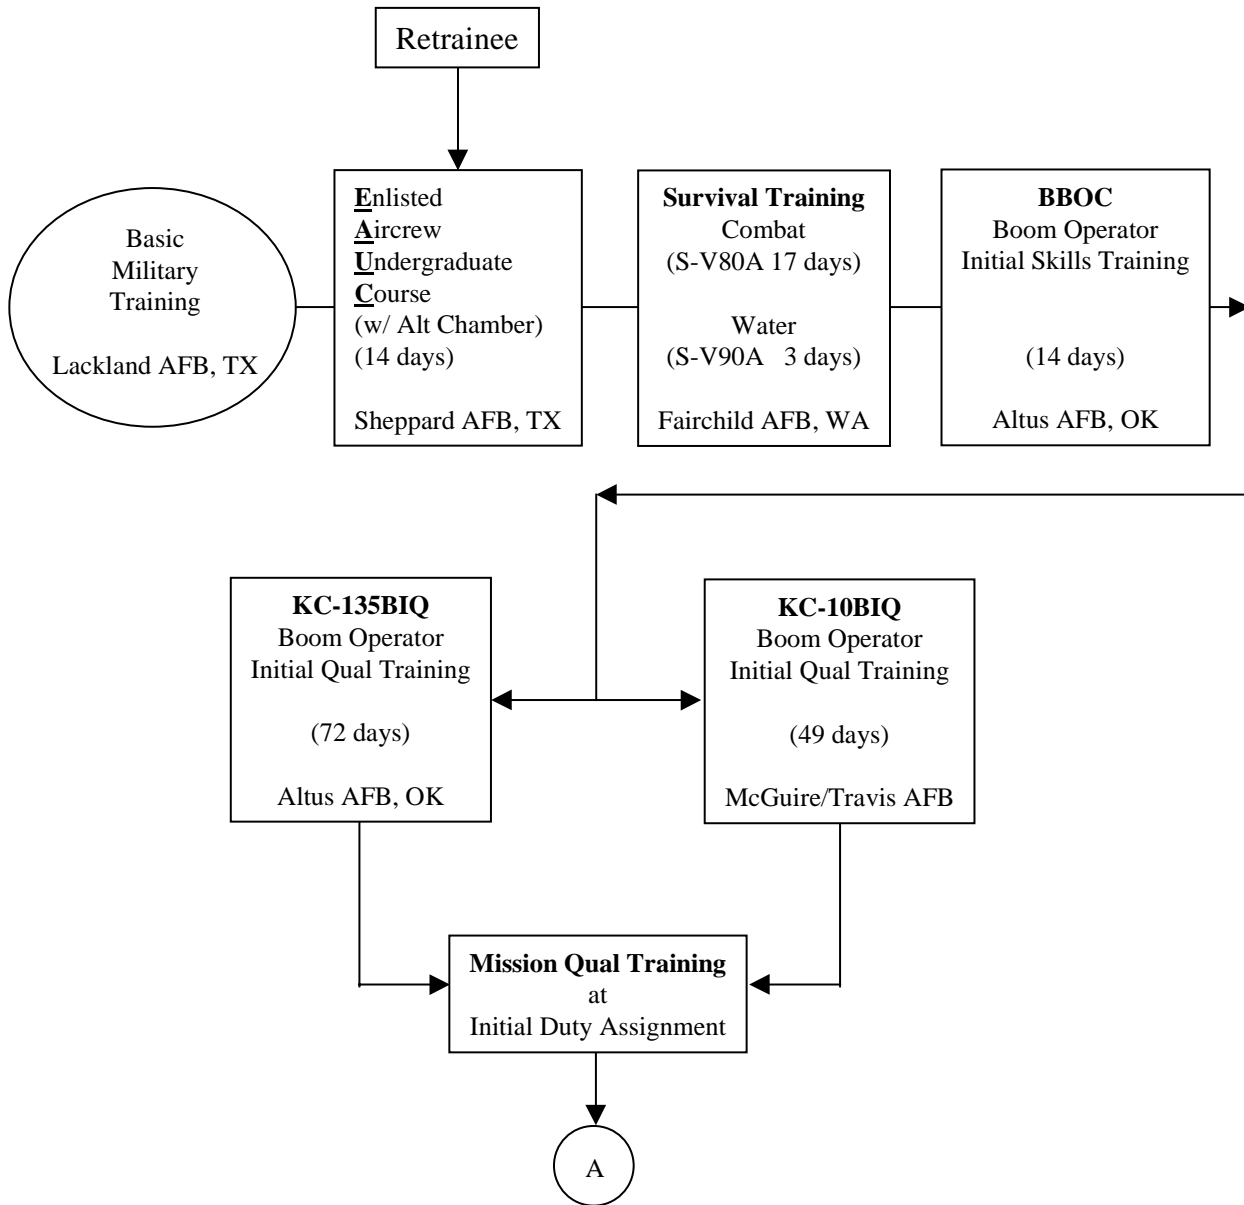 Retrainee
Basic
Military
Training
Lackland AFB, TX
Enlisted
Aircrew
Undergraduate
Course
(w/ Alt Chamber)
(14 days)
Sheppard AFB, TX
Survival Training
Combat
(S-V80A 17 days)
Water
(S-V90A   3 days)
Fairchild AFB, WA
BBOC
Boom Operator
Initial Skills Training
(14 days)
Altus AFB, OK
KC-135BIQ
Boom Operator
Initial Qual Training
(72 days)
Altus AFB, OK
KC-10BIQ
Boom Operator
Initial Qual Training
(49 days)
McGuire/Travis AFB
Mission Qual Training
at
Initial Duty Assignment
A